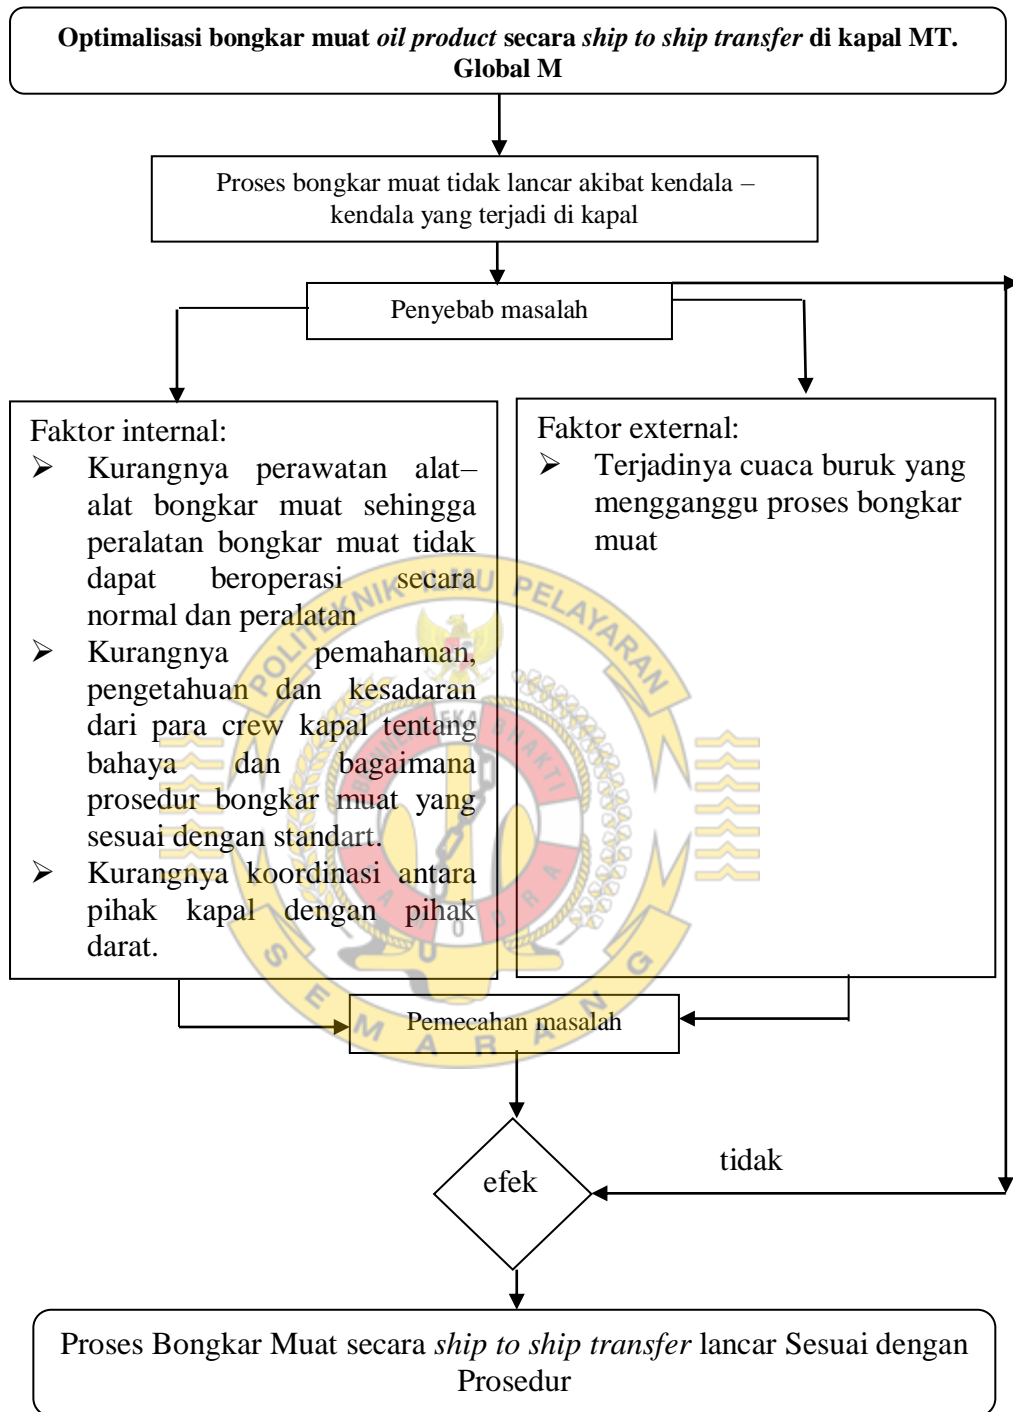 Optimalisasi bongkar muat oil product secara ship to ship transfer di kapal MT.
Global M
Proses bongkar muat tidak lancar akibat kendala –
kendala yang terjadi di kapal
Penyebab masalah
Faktor internal:
➢ Kurangnya perawatan alat–
alat bongkar muat sehingga
peralatan bongkar muat tidak
dapat beroperasi secara
normal dan peralatan
➢ Kurangnya pemahaman,
pengetahuan dan kesadaran
dari para crew kapal tentang
bahaya dan bagaimana
prosedur bongkar muat yang
sesuai dengan standart.
➢ Kurangnya koordinasi antara
pihak kapal dengan pihak
darat.
Faktor external:
➢ Terjadinya cuaca buruk yang
mengganggu proses bongkar
muat
POLITEKNIK ILMU PELAYARAN
SEMARANG
BHAKTI
Pemecahan masalah
efek
tidak
Proses Bongkar Muat secara ship to ship transfer lancar Sesuai dengan
Prosedur